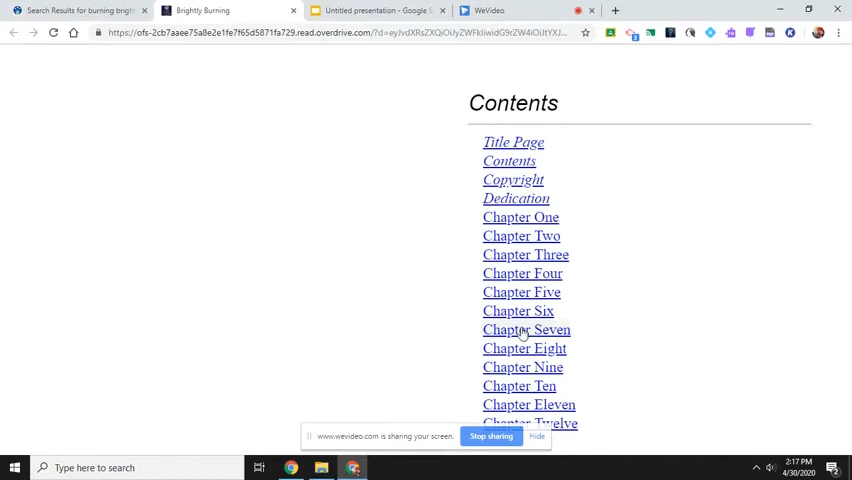 Search Results for burning bright
Brightly Burning
Untitled presentation - Google S
WeVideo
https://ofs-2cb7aaee75a8e2e1fe7f65d5871fa729.read.overdrive.com/?d=
Contents
Title Page
Contents
Copyright
Dedication
Chapter One
Chapter Two
Chapter Three
Chapter Four
Chapter Five
Chapter Six
Chapter Seven
Chapter Eight
Chapter Nine
Chapter Ten
Chapter Eleven
Chapter Twelve
www.wevideo.com is sharing your screen.
Stop sharing
Hide
Type here to search
2:17 PM
4/30/2020
2